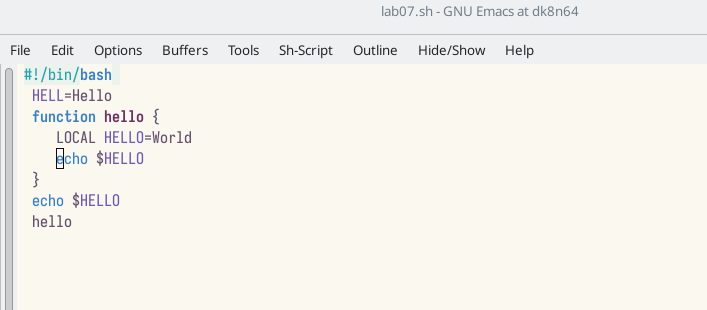 lab07.sh - GNU Emacs at dk8n64
File Edit Options Buffers Tools Sh-Script Outline Hide/Show Help
#!/bin/bash
HELL=Hello
function hello {
LOCAL HELLO=World
echo $HELLO
}
echo $HELLO
hello